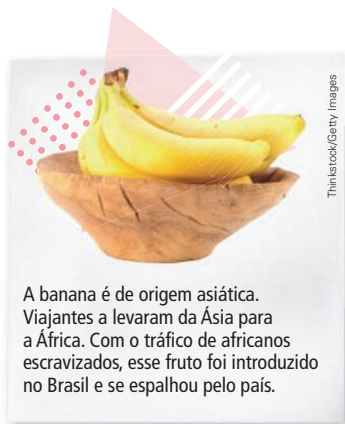 Thinkstock/Getty Images
A banana é de origem asiática.
Viajantes a levaram da Ásia para
a África. Com o tráfico de africanos
escravizados, esse fruto foi introduzido
no Brasil e se espalhou pelo país.